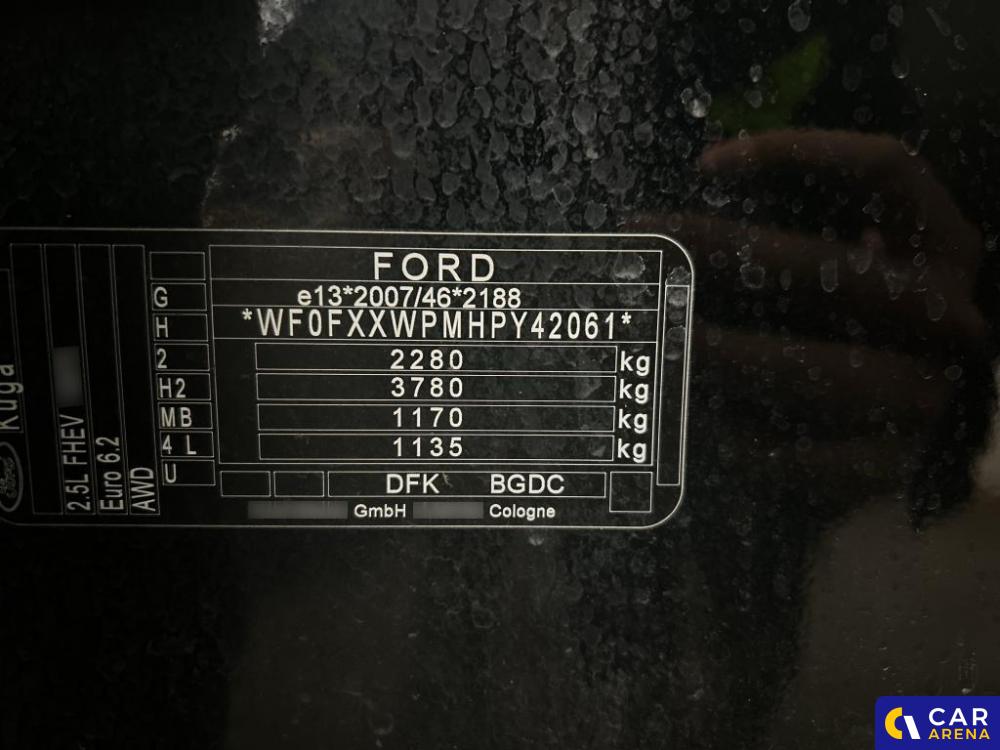 FORD
G e13*2007/46*2188
H *WF0FXXWPMHPY42061*
2 2280 kg
H2 3780 kg
MB 1170 kg
4 L 1135 kg
U DFK BGDC
GmbH Cologne
Kuga
2.5L FHEV
Euro 6.2
AWD
CAR
ARENA